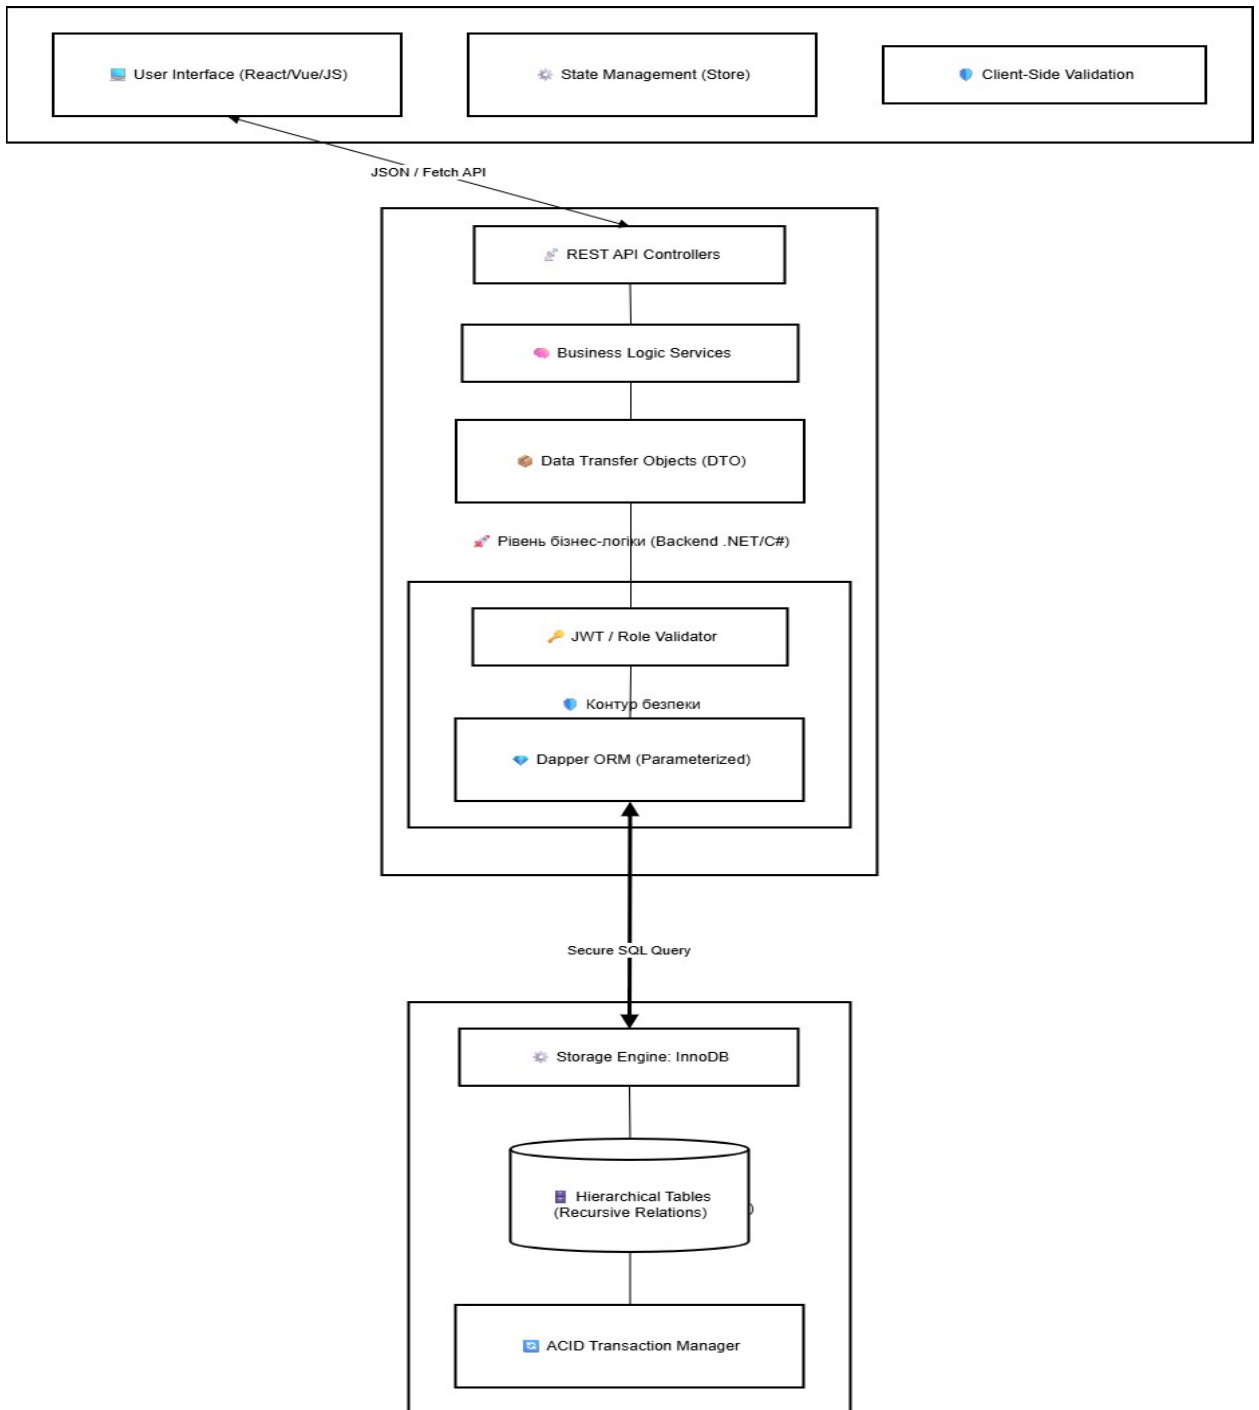 User Interface (React/Vue/JS)
State Management (Store)
Client-Side Validation
JSON / Fetch API
REST API Controllers
Business Logic Services
Data Transfer Objects (DTO)
Рівень бізнес-логіки (Backend .NET/C#)
JWT / Role Validator
Контур безпеки
Dapper ORM (Parameterized)
Secure SQL Query
Storage Engine: InnoDB
Hierarchical Tables
(Recursive Relations)
)
ACID Transaction Manager